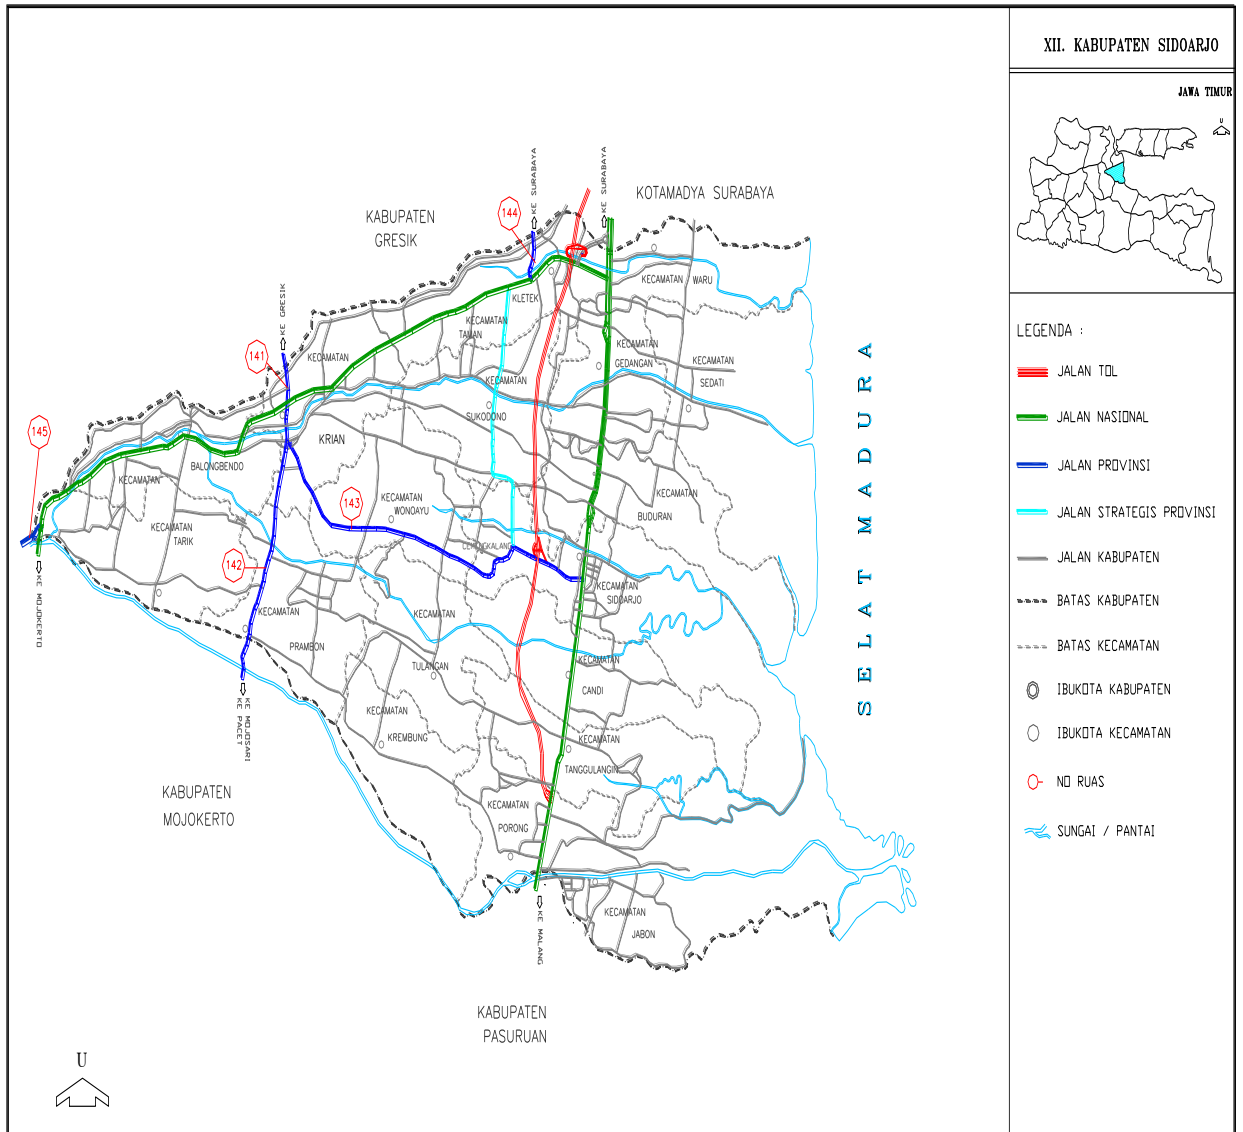 XII. KABUPATEN SIDOARJO
JAWA TIMUR
U
KE SURABAYA
KE SURABAYA
KOTAMADYA SURABAYA
KABUPATEN
GRESIK
144
KECAMATAN WARU
KLETEK
KE GRESIK
KECAMATAN
TAMAN
141
KECAMATAN
KECAMATAN
GEDANGAN
KECAMATAN
SEDATI
KECAMATAN
SUKODONO
145
KRIAN
BALONGBENDO
KECAMATAN
KECAMATAN
WONOAYU
143
KECAMATAN
BUDURAN
KECAMATAN
TARIK
142
KECAMATAN
SIDOARJO
KE MOJOKERTO
KECAMATAN
PRAMBON
KECAMATAN
TULANGAN
KECAMATAN
CANDI
KE MOJOSARI
KE PACET
KECAMATAN
KREMBUNG
KECAMATAN
TANGGULANGIN
KABUPATEN
MOJOKERTO
KECAMATAN
PORONG
KECAMATAN
JABON
KE MALANG
KABUPATEN
PASURUAN
SELAT MADURA
U
LEGENDA :
JALAN TOL
JALAN NASIONAL
JALAN PROVINSI
JALAN STRATEGIS PROVINSI
JALAN KABUPATEN
BATAS KABUPATEN
BATAS KECAMATAN
IBUKOTA KABUPATEN
IBUKOTA KECAMATAN
NO RUAS
SUNGAI / PANTAI